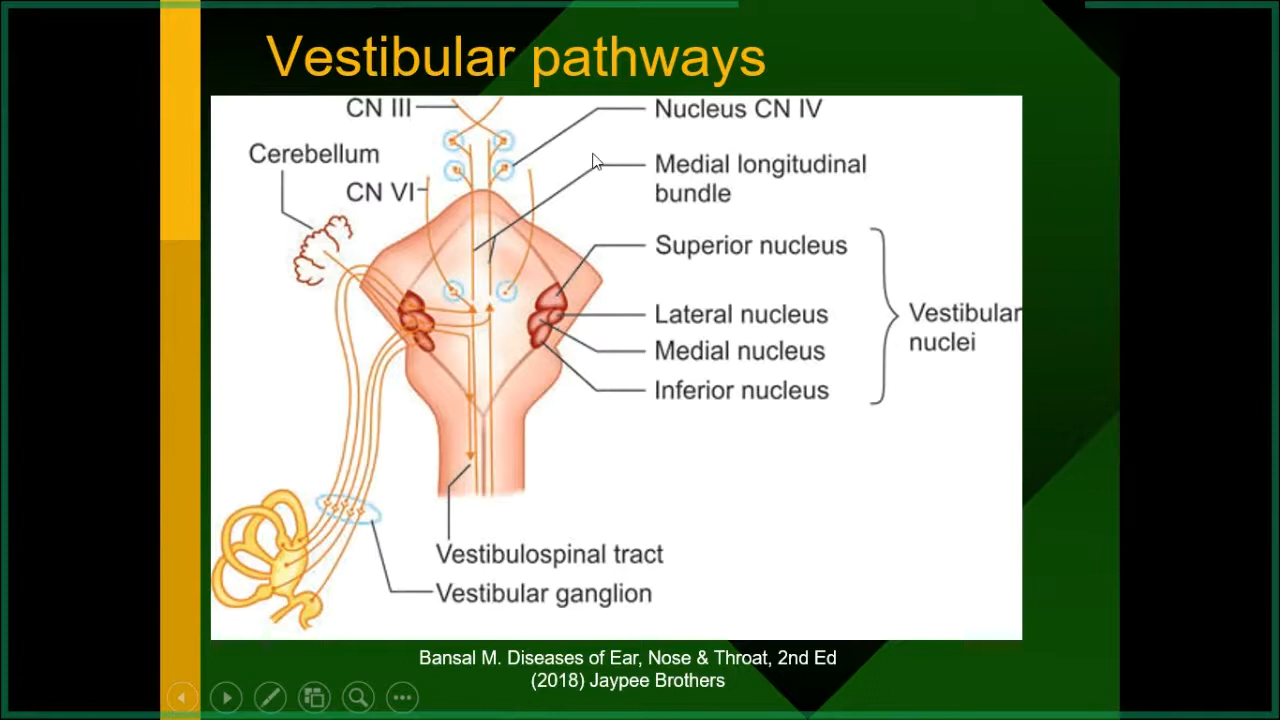 Vestibular pathways
CN III
Nucleus CN IV
Cerebellum
Medial longitudinal
bundle
CN VI
Superior nucleus
Lateral nucleus
Medial nucleus
Inferior nucleus
Vestibular
nuclei
Vestibulospinal tract
Vestibular ganglion
Bansal M. Diseases of Ear, Nose & Throat, 2nd Ed
(2018) Jaypee Brothers